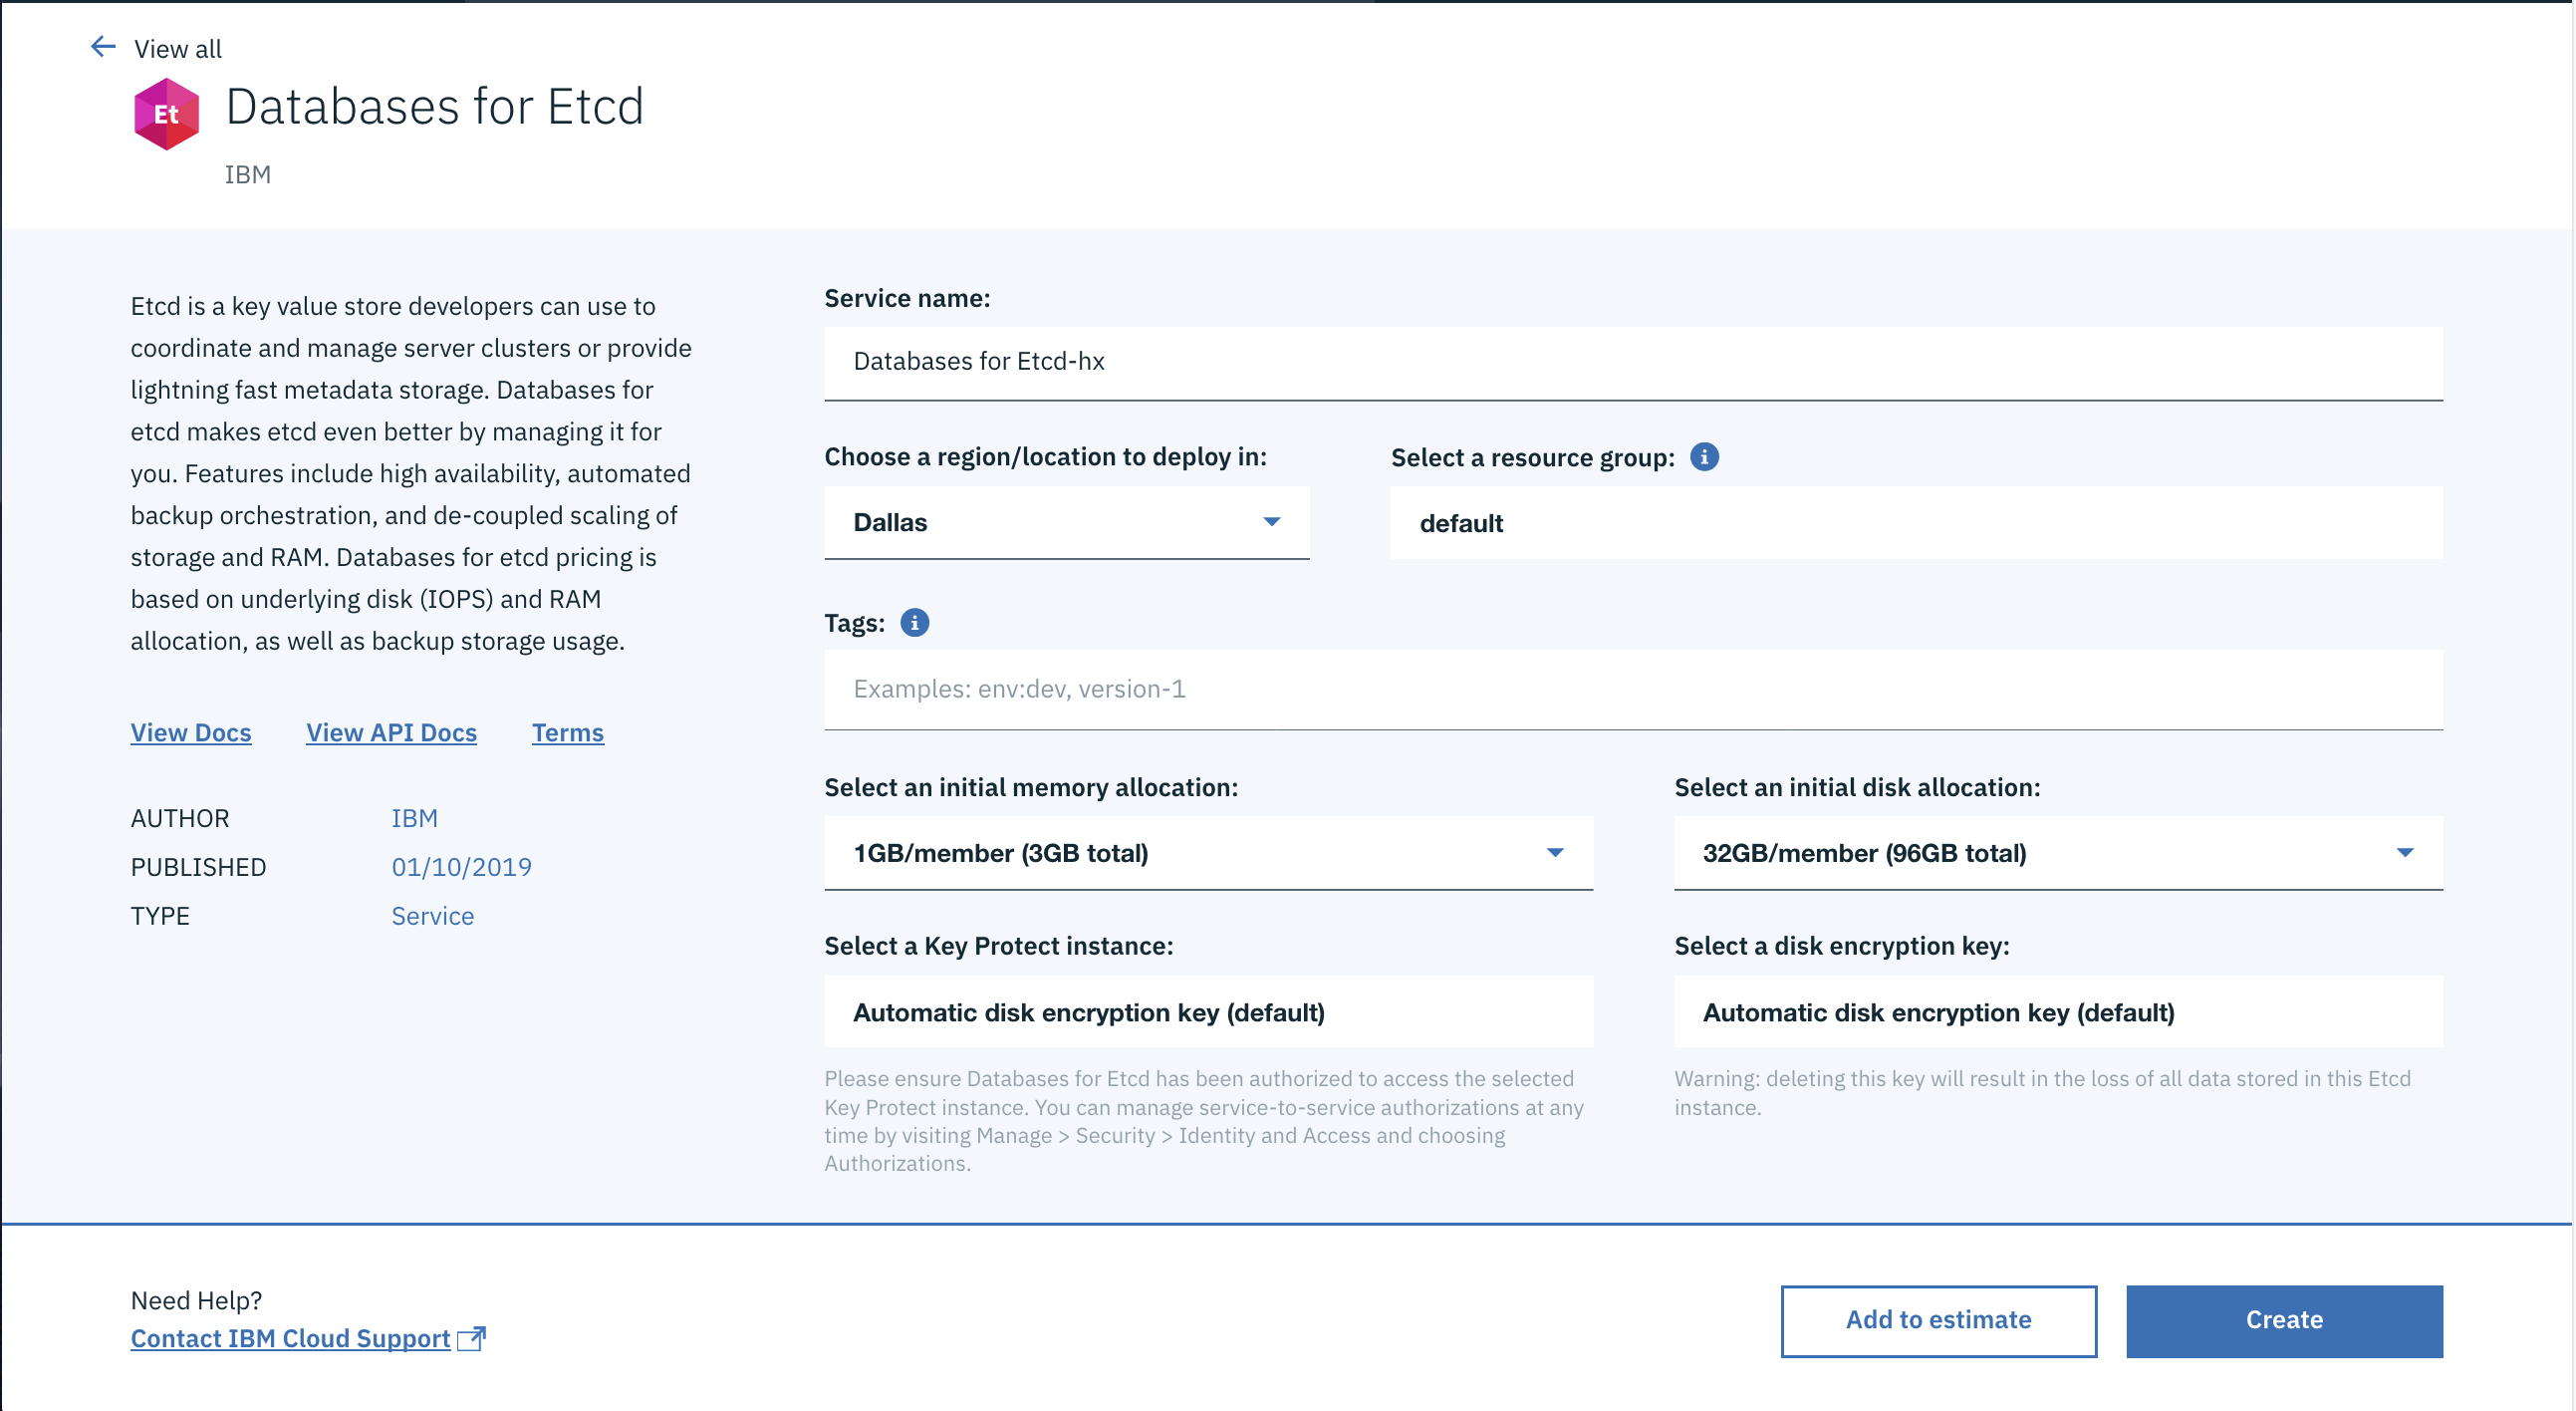 View all
Et
Databases for Etcd
IBM
Etcd is a key value store developers can use to
coordinate and manage server clusters or provide
lightning fast metadata storage. Databases for
etcd makes etcd even better by managing it for
you. Features include high availability, automated
backup orchestration, and de-coupled scaling of
storage and RAM. Databases for etcd pricing is
based on underlying disk (IOPS) and RAM
allocation, as well as backup storage usage.
View Docs View API Docs Terms
AUTHOR IBM
PUBLISHED 01/10/2019
TYPE Service
Service name:
Databases for Etcd-hx
Choose a region/location to deploy in:
Dallas
Select a resource group:
default
Tags:
Examples: env:dev, version-1
Select an initial memory allocation:
1GB/member (3GB total)
Select an initial disk allocation:
32GB/member (96GB total)
Select a Key Protect instance:
Automatic disk encryption key (default)
Please ensure Databases for Etcd has been authorized to access the selected
Key Protect instance. You can manage service-to-service authorizations at any
time by visiting Manage > Security > Identity and Access and choosing
Authorizations.
Select a disk encryption key:
Automatic disk encryption key (default)
Warning: deleting this key will result in the loss of all data stored in this Etcd
instance.
Need Help?
Contact IBM Cloud Support
Add to estimate
Create